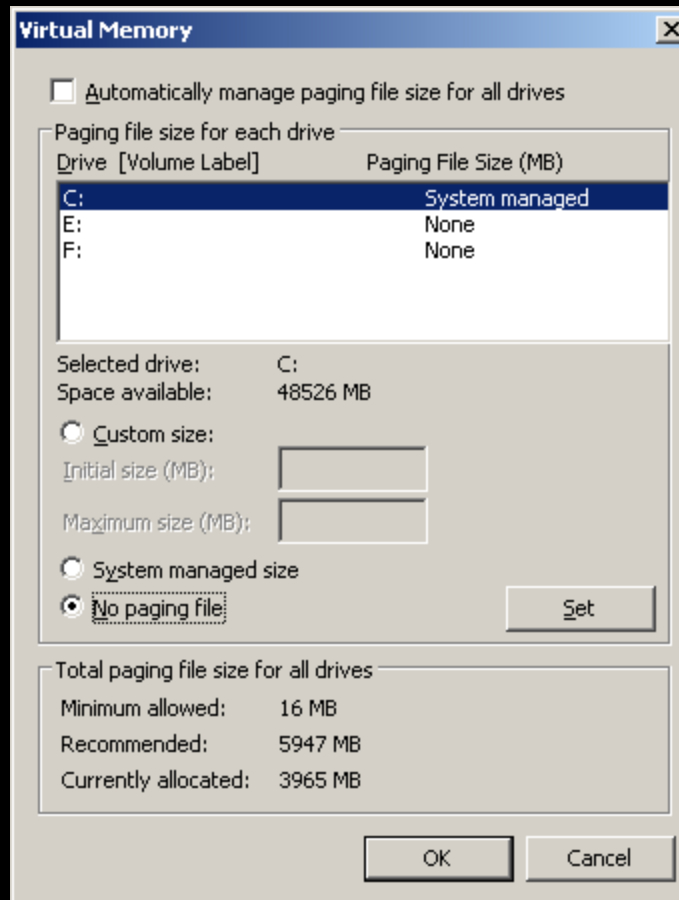 Virtual Memory
Automatically manage paging file size for all drives
Paging file size for each drive
Drive [Volume Label] Paging File Size (MB)
C: System managed
E: None
F: None
Selected drive: C:
Space available: 48526 MB
Custom size:
Initial size (MB):
Maximum size (MB):
System managed size
No paging file Set
Total paging file size for all drives
Minimum allowed: 16 MB
Recommended: 5947 MB
Currently allocated: 3965 MB
OK Cancel